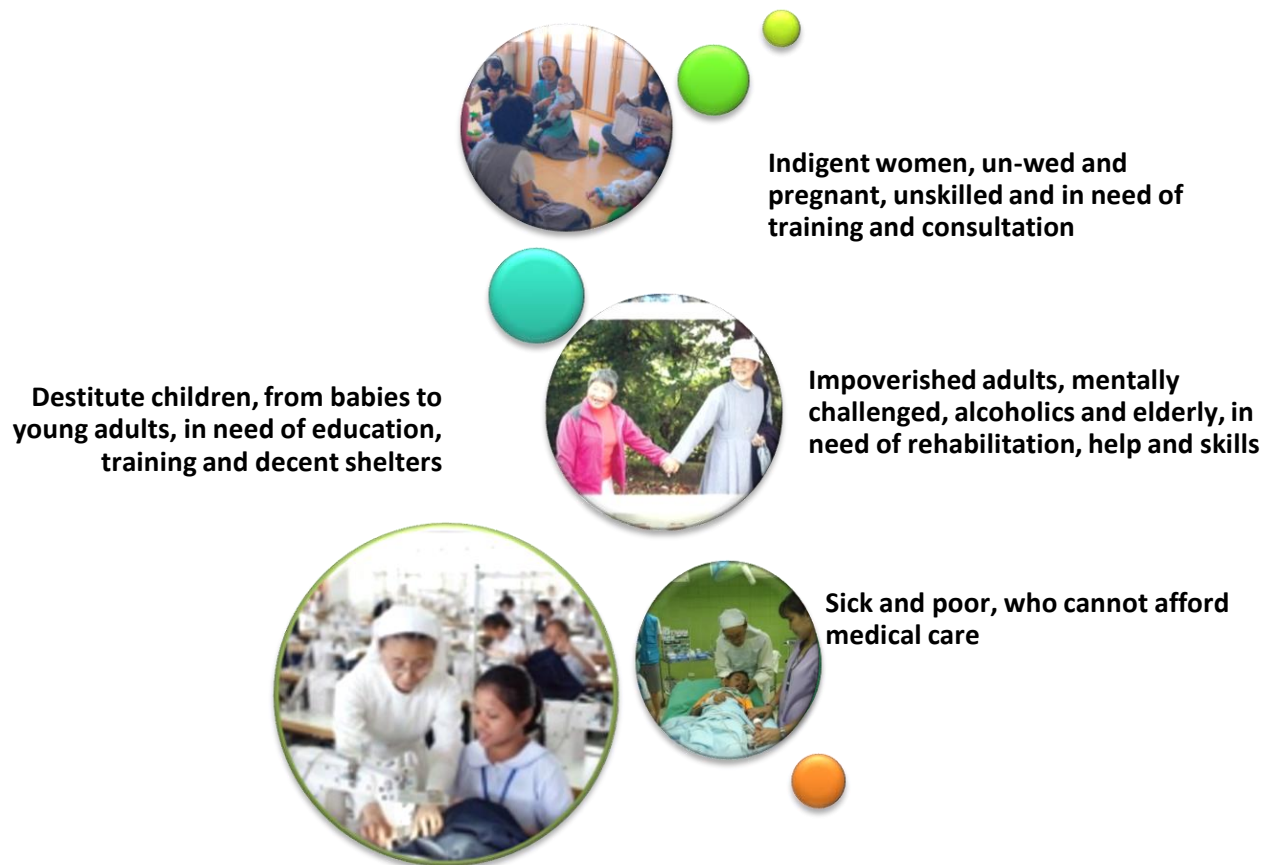 Indigent women, un-wed and
pregnant, unskilled and in need of
training and consultation
Destitute children, from babies to
young adults, in need of education,
training and decent shelters
Impoverished adults, mentally
challenged, alcoholics and elderly, in
need of rehabilitation, help and skills
Sick and poor, who cannot afford
medical care